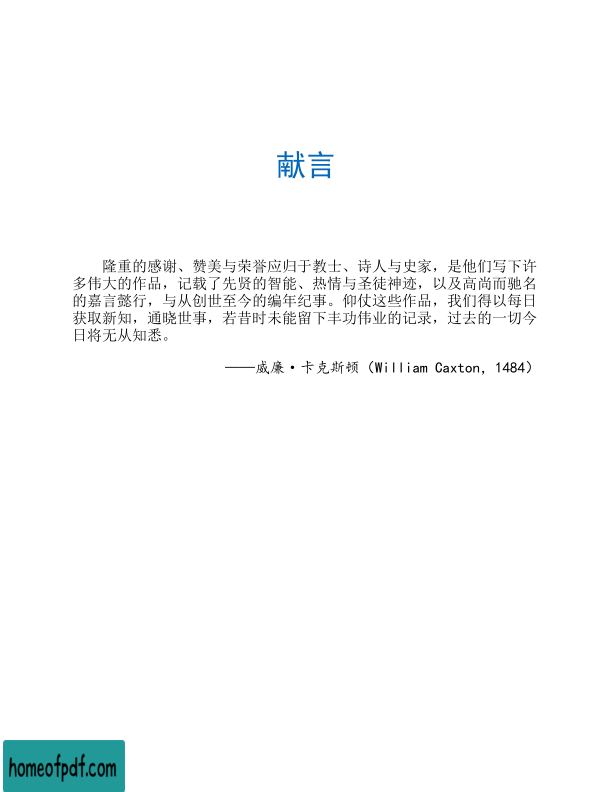 献言
隆重的感谢、赞美与荣誉应归于教士、诗人与史家，是他们写下许
多伟大的作品，记载了先贤的智能、热情与圣徒神迹，以及高尚而驰名
的嘉言懿行，与从创世至今的编年纪事。仰仗这些作品，我们得以每日
获取新知，通晓世事，若昔时未能留下丰功伟业的记录，过去的一切今
日将无从知悉。
——威廉·卡克斯顿（William Caxton, 1484）
homeofpdf.com